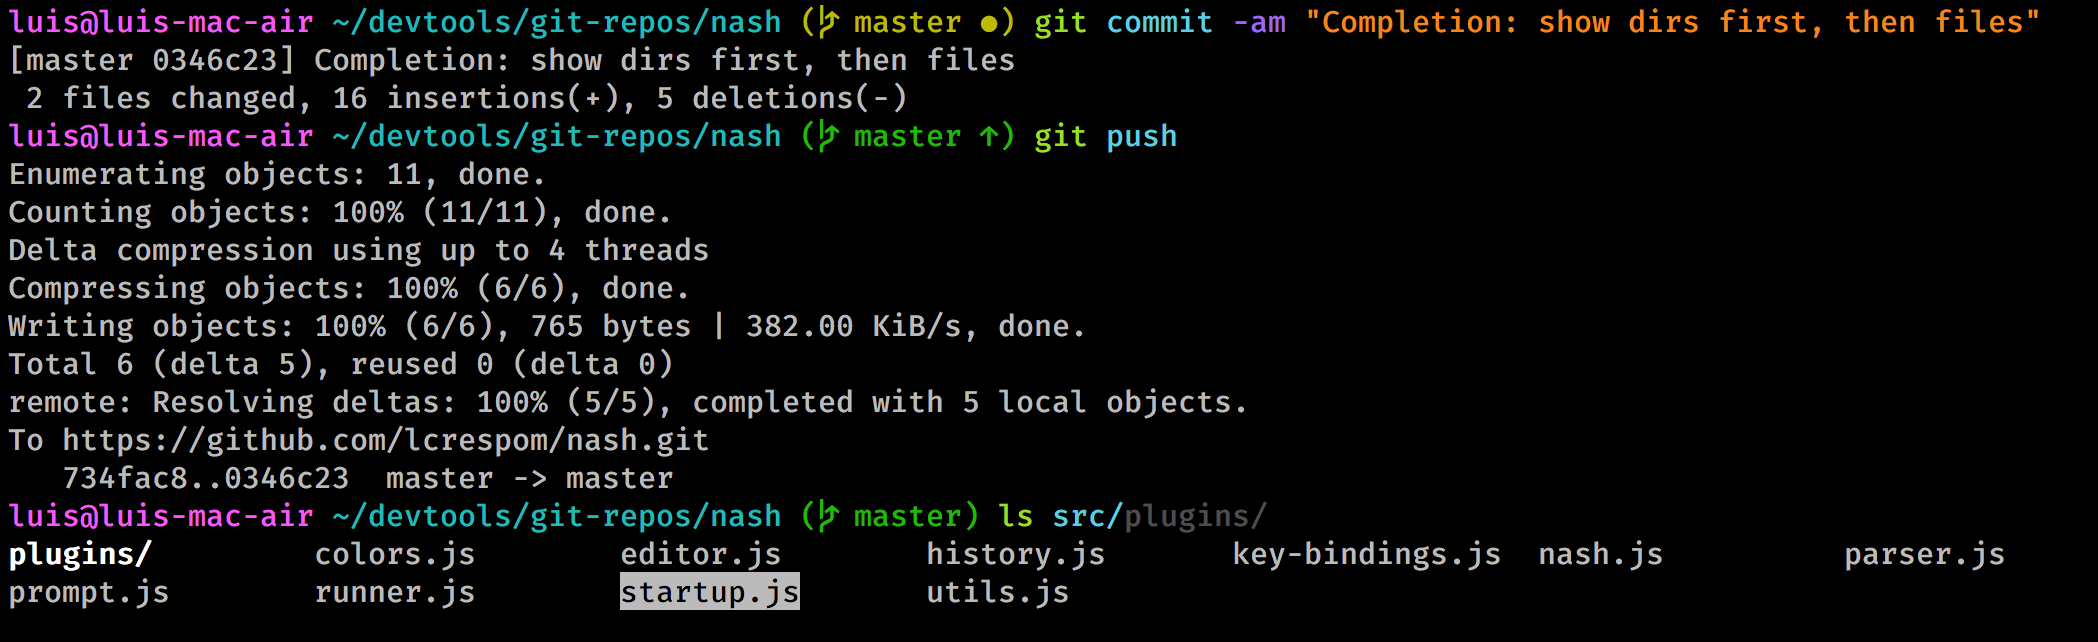 luis@luis-mac-air ~/devtools/git-repos/nash (ᚿ master ●) git commit -am "Completion: show dirs first, then files"
[master 0346c23] Completion: show dirs first, then files
 2 files changed, 16 insertions(+), 5 deletions(-)
luis@luis-mac-air ~/devtools/git-repos/nash (ᚿ master ↑) git push
Enumerating objects: 11, done.
Counting objects: 100% (11/11), done.
Delta compression using up to 4 threads
Compressing objects: 100% (6/6), done.
Writing objects: 100% (6/6), 765 bytes | 382.00 KiB/s, done.
Total 6 (delta 5), reused 0 (delta 0)
remote: Resolving deltas: 100% (5/5), completed with 5 local objects.
To https://github.com/lcrespom/nash.git
   734fac8..0346c23  master -> master
luis@luis-mac-air ~/devtools/git-repos/nash (ᚿ master) ls src/plugins/
plugins/         colors.js        editor.js        history.js       key-bindings.js  nash.js          parser.js
prompt.js        runner.js        startup.js       utils.js